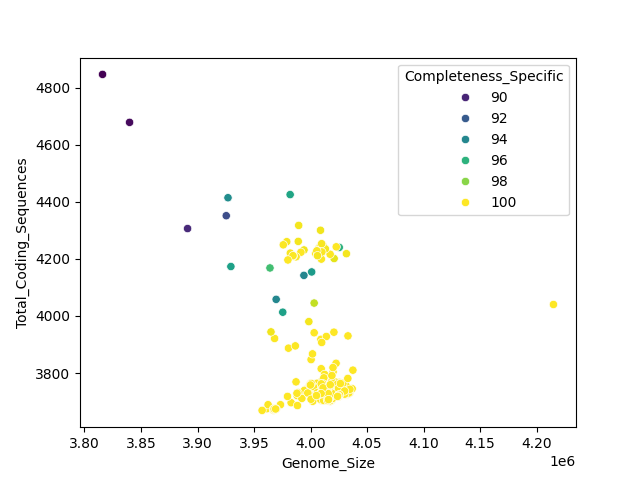 Completeness_Specific
90
92
94
96
98
100
4800
4600
4400
4200
4000
3800
Total_Coding_Sequences
3.80 3.85 3.90 3.95 4.00 4.05 4.10 4.15 4.20
1e6
Genome_Size